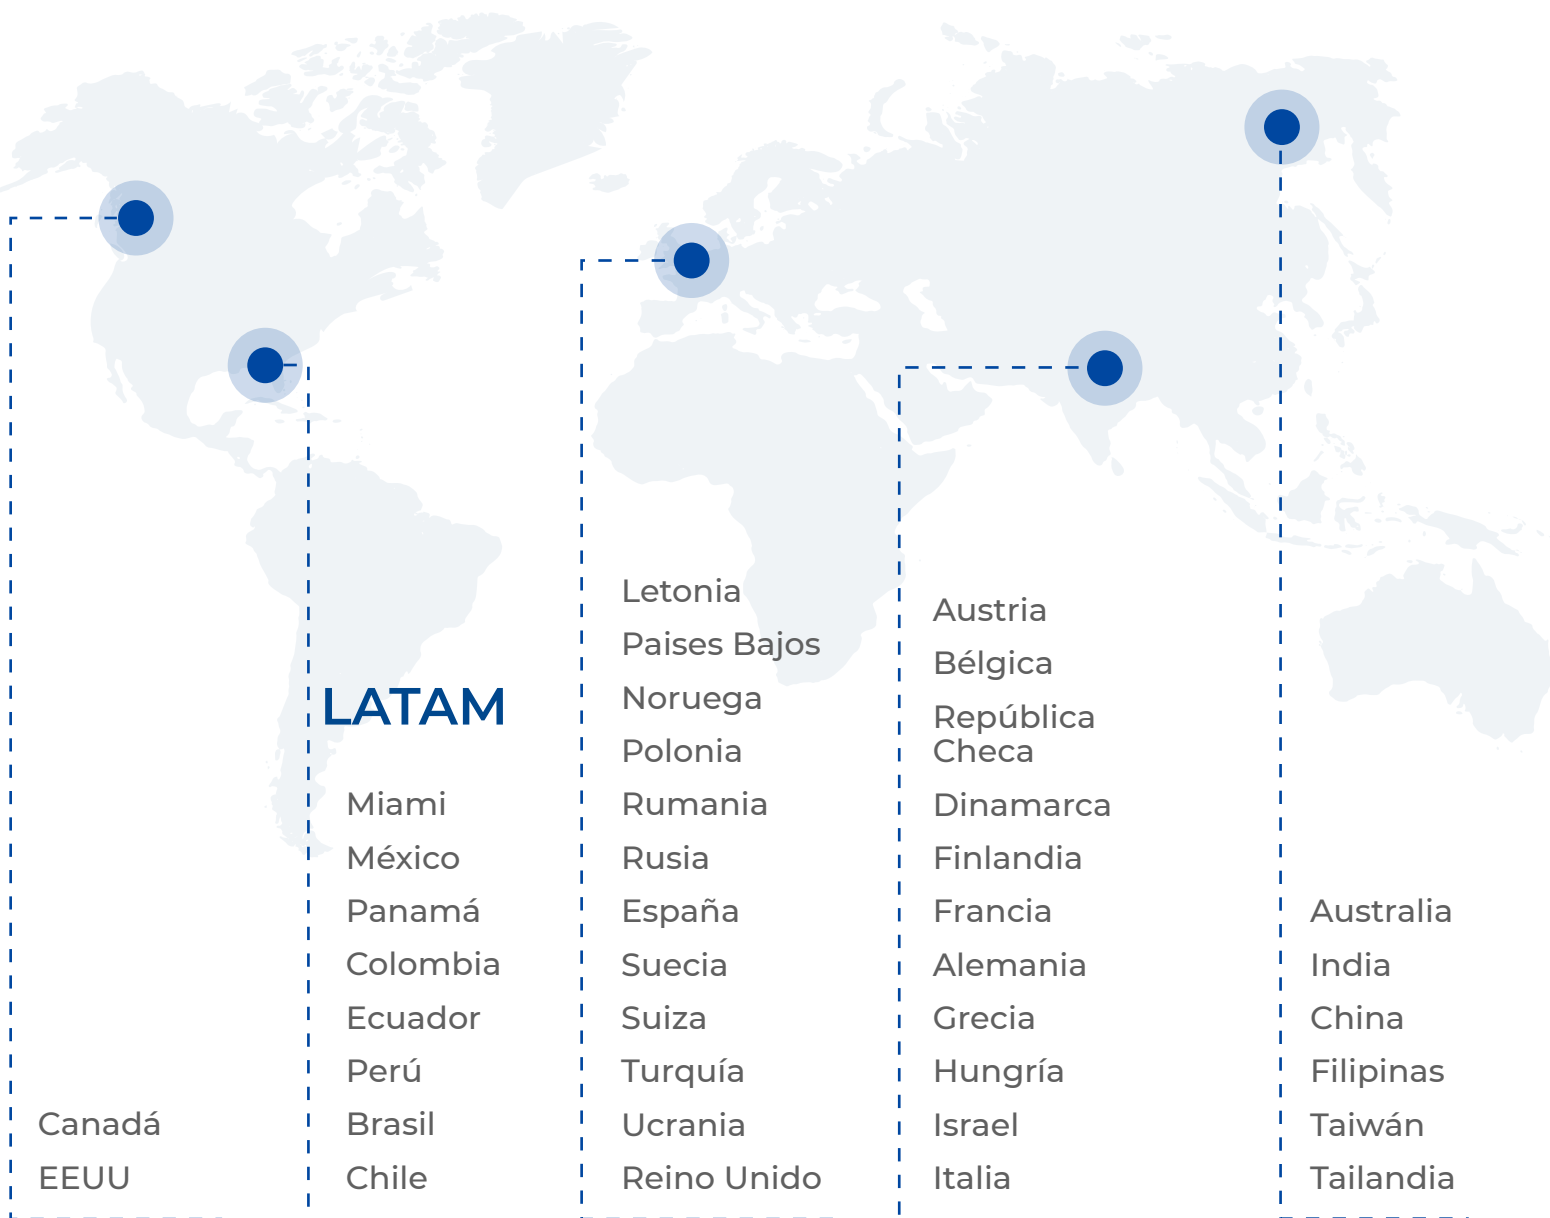 Canadá
EEUU
LATAM
Miami
México
Panamá
Colombia
Ecuador
Perú
Brasil
Chile
Letonia
Paises Bajos
Noruega
Polonia
Rumania
Rusia
España
Suecia
Suiza
Turquía
Ucrania
Reino Unido
Austria
Bélgica
República
Checa
Dinamarca
Finlandia
Francia
Alemania
Grecia
Hungría
Israel
Italia
Australia
India
China
Filipinas
Taiwán
Tailandia